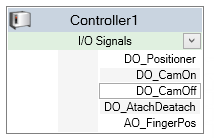 Controller1
I/O Signals
DO_Positioner
DO_CamOn
DO_CamOff
DO_AtachDeatach
AO_FingerPos